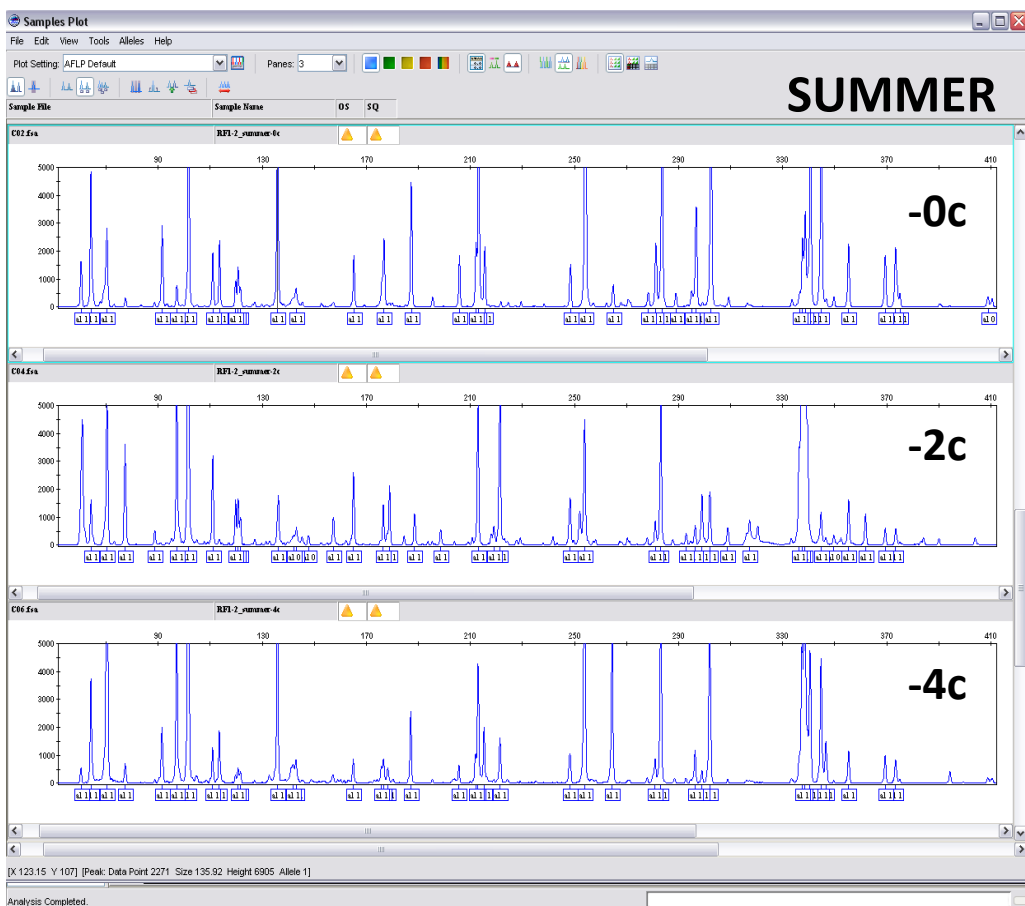 Samples Plot
File Edit View Tools Alleles Help
Plot Setting: AFLP Default Panes: 3
SUMMER
Sample File Sample Name OS SQ
C02.fsa RF1-2_summer-0c
90 130 170 210 250 290 330 370 410
-0c
5000
4000
3000
2000
1000
0
C04.fsa RF1-2_summer-2c
90 130 170 210 250 290 330 370 410
-2c
5000
4000
3000
2000
1000
0
C06.fsa RF1-2_summer-4c
90 130 170 210 250 290 330 370 410
-4c
5000
4000
3000
2000
1000
0
[X 123.15 Y 107] [Peak: Data Point 2271 Size 135.92 Height 6905 Allele 1]
Analysis Completed.